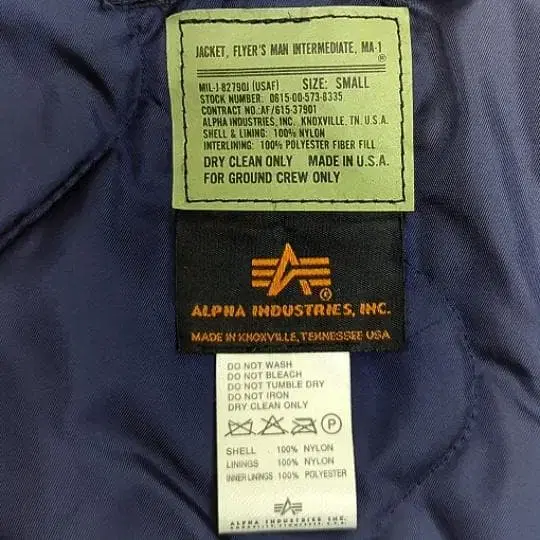 JACKET, FLYER'S MAN INTERMEDIATE, MA-1
®
MIL-J-82790J (USAF) SIZE: SMALL
STOCK NUMBER: 0615-00-573-8335
CONTRACT NO.: AF/615-37901
ALPHA INDUSTRIES, INC. KNOXVILLE, TN. U.S.A.
SHELL & LINING: 100% NYLON
INTERLINING: 100% POLYESTER FIBER FILL
DRY CLEAN ONLY MADE IN U.S.A.
FOR GROUND CREW ONLY
®
ALPHA INDUSTRIES, INC.
MADE IN KNOXVILLE, TENNESSEE USA
DO NOT WASH
DO NOT BLEACH
DO NOT TUMBLE DRY
DO NOT IRON
DRY CLEAN ONLY
P
SHELL . 100% NYLON
LININGS 100% NYLON
INNER LININGS 100% POLYESTER
ALPHA INDUSTRIES INC.
KNOXVILLE, TENNESSEE, U.S.A.